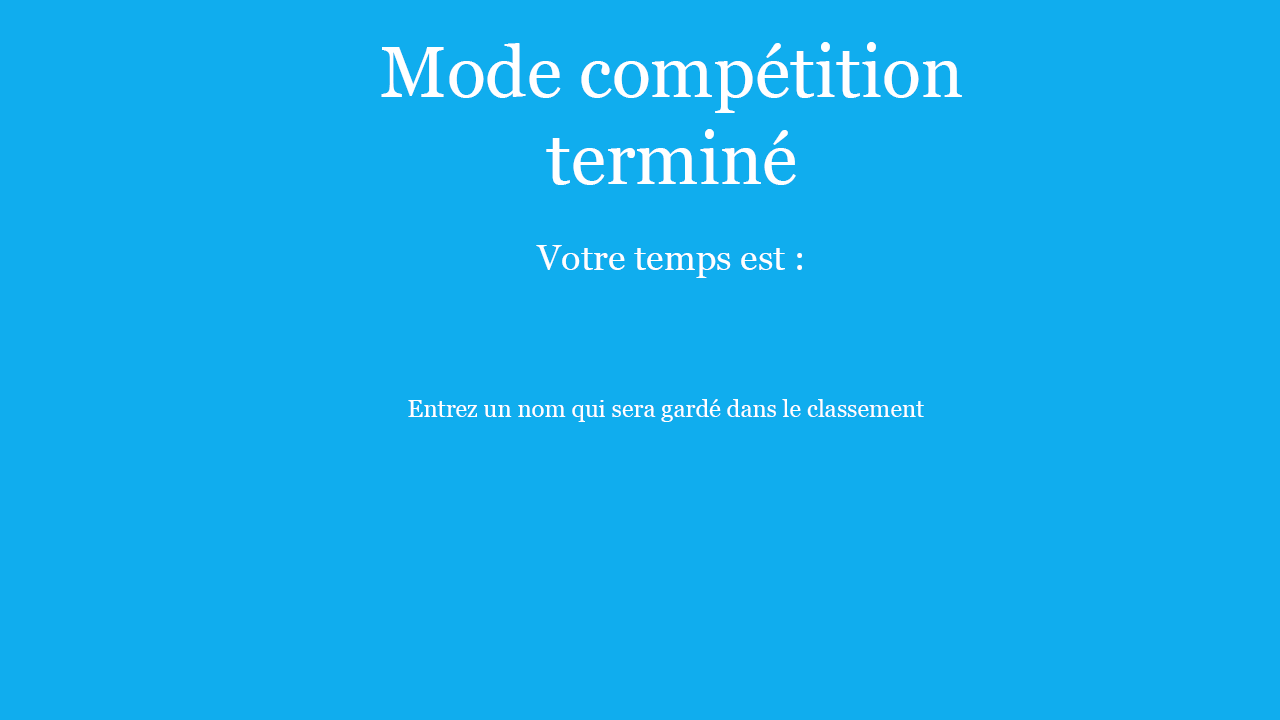 Mode compétition
terminé
Votre temps est :
Entrez un nom qui sera gardé dans le classement